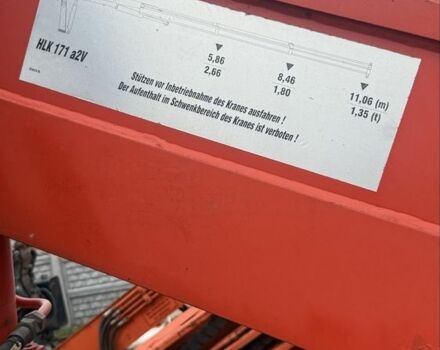 HLK 171 a2V
5,86
2,66
8,46
1,80
11,06 (m)
1,35 (t)
Stützen vor Inbetriebnahme des Kranes ausfahren !
Der Aufenthalt im Schwenkbereich des Kranes ist verboten !